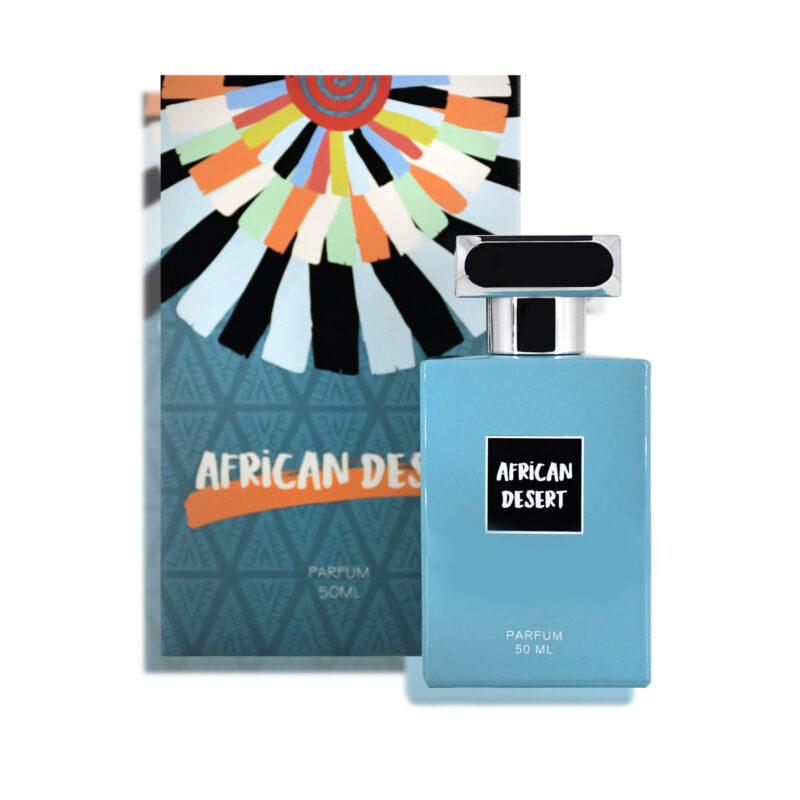 AFRiCAN DES
PARFUM
50ML
AFRiCAN
DESERT
PARFUM
50 ML